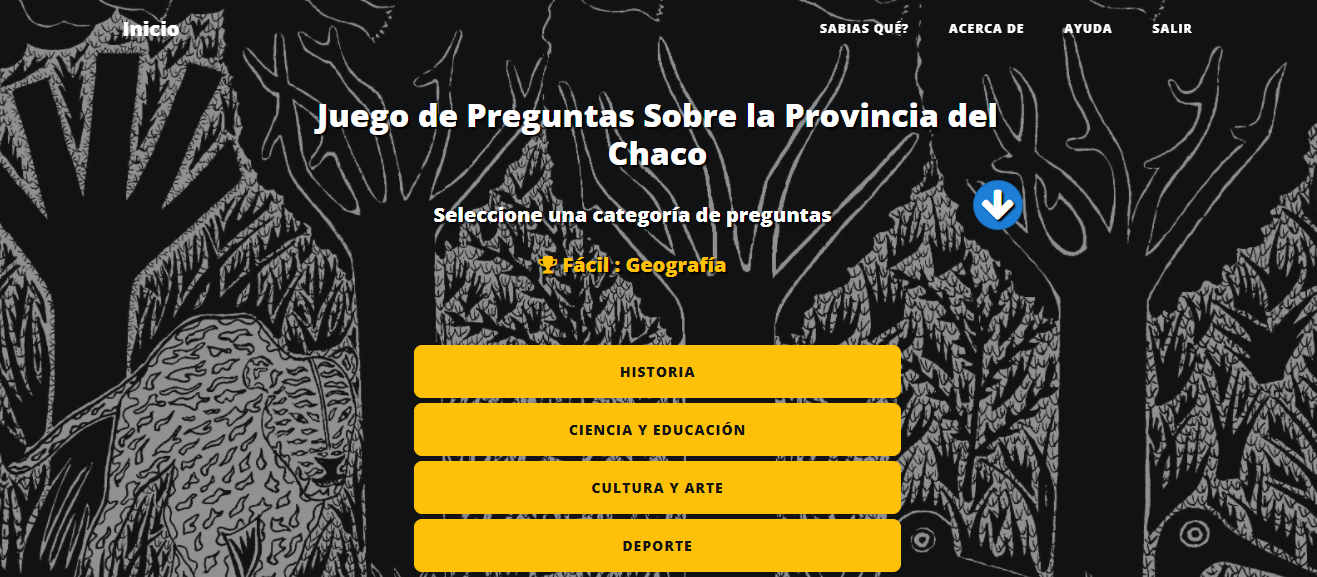 Inicio
SABIAS QUÉ?
ACERCA DE
AYUDA
SALIR
Juego de Preguntas Sobre la Provincia del
Chaco
Seleccione una categoría de preguntas
Fácil : Geografía
HISTORIA
CIENCIA Y EDUCACIÓN
CULTURA Y ARTE
DEPORTE